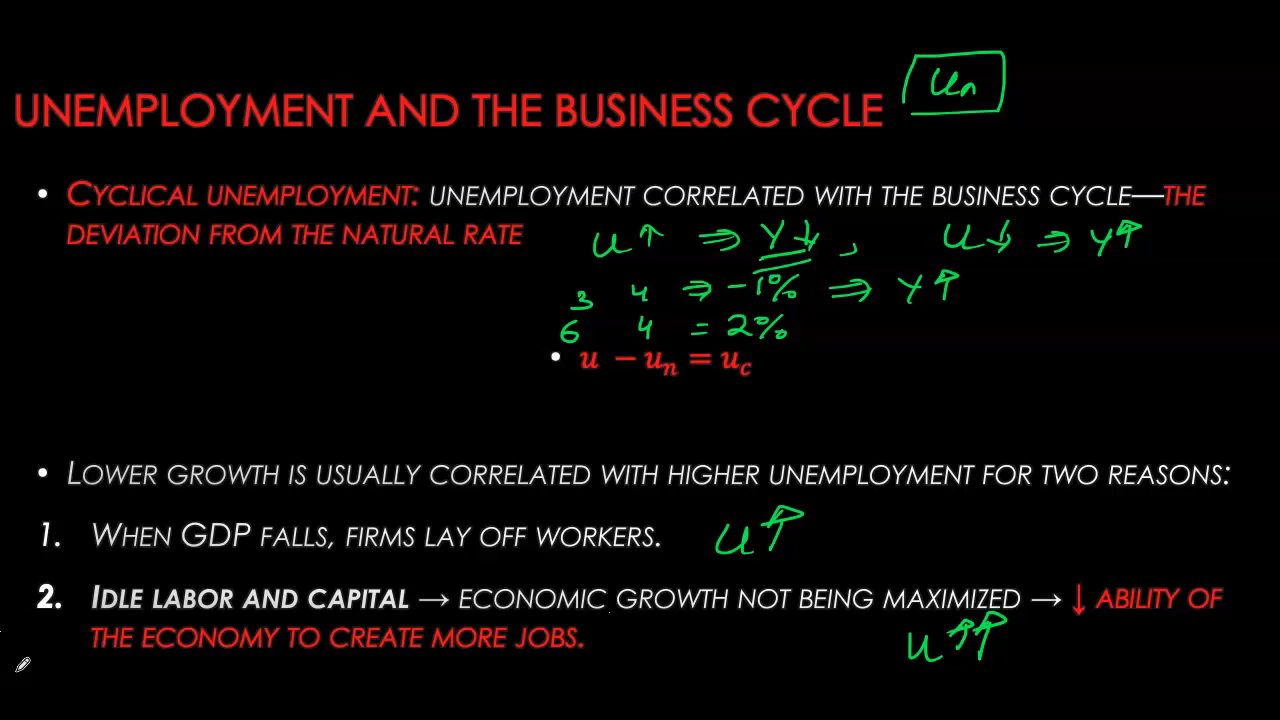 UNEMPLOYMENT AND THE BUSINESS CYCLE
uₙ
• CYCLICAL UNEMPLOYMENT: UNEMPLOYMENT CORRELATED WITH THE BUSINESS CYCLE—THE
DEVIATION FROM THE NATURAL RATE
u ↑ ⇒ Y ↓ , u ↓ ⇒ Y ↑
3 4 ⇒ -1% ⇒ Y ↑
6 4 = 2%
• u - uₙ = u꜀
• LOWER GROWTH IS USUALLY CORRELATED WITH HIGHER UNEMPLOYMENT FOR TWO REASONS:
1. WHEN GDP FALLS, FIRMS LAY OFF WORKERS. u ↑
2. IDLE LABOR AND CAPITAL → ECONOMIC GROWTH NOT BEING MAXIMIZED → ↓ ABILITY OF
THE ECONOMY TO CREATE MORE JOBS. u ↑↑